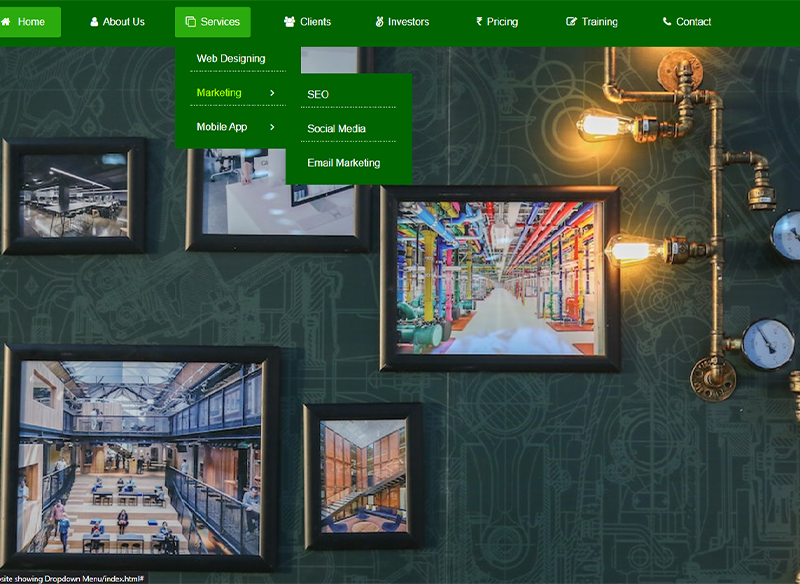 Home
About Us
Services
Clients
Investors
₹ Pricing
Training
Contact
Web Designing
Marketing
Mobile App
SEO
Social Media
Email Marketing
site showing Dropdown Menu/index.html#